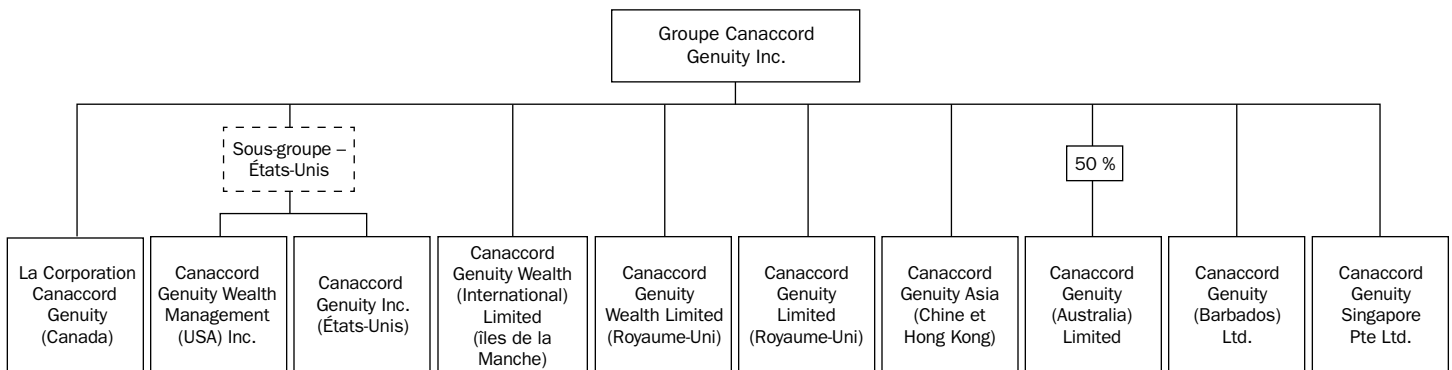 Groupe Canaccord
Genuity Inc.
Sous-groupe –
États-Unis
50 %
La Corporation
Canaccord
Genuity
(Canada)
Canaccord
Genuity Wealth
Management
(USA) Inc.
Canaccord
Genuity Inc.
(États-Unis)
Canaccord
Genuity Wealth
(International)
Limited
(îles de la
Manche)
Canaccord
Genuity
Wealth Limited
(Royaume-Uni)
Canaccord
Genuity
Limited
(Royaume-Uni)
Canaccord
Genuity Asia
(Chine et
Hong Kong)
Canaccord
Genuity
(Australia)
Limited
Canaccord
Genuity
(Barbados)
Ltd.
Canaccord
Genuity
Singapore
Pte Ltd.